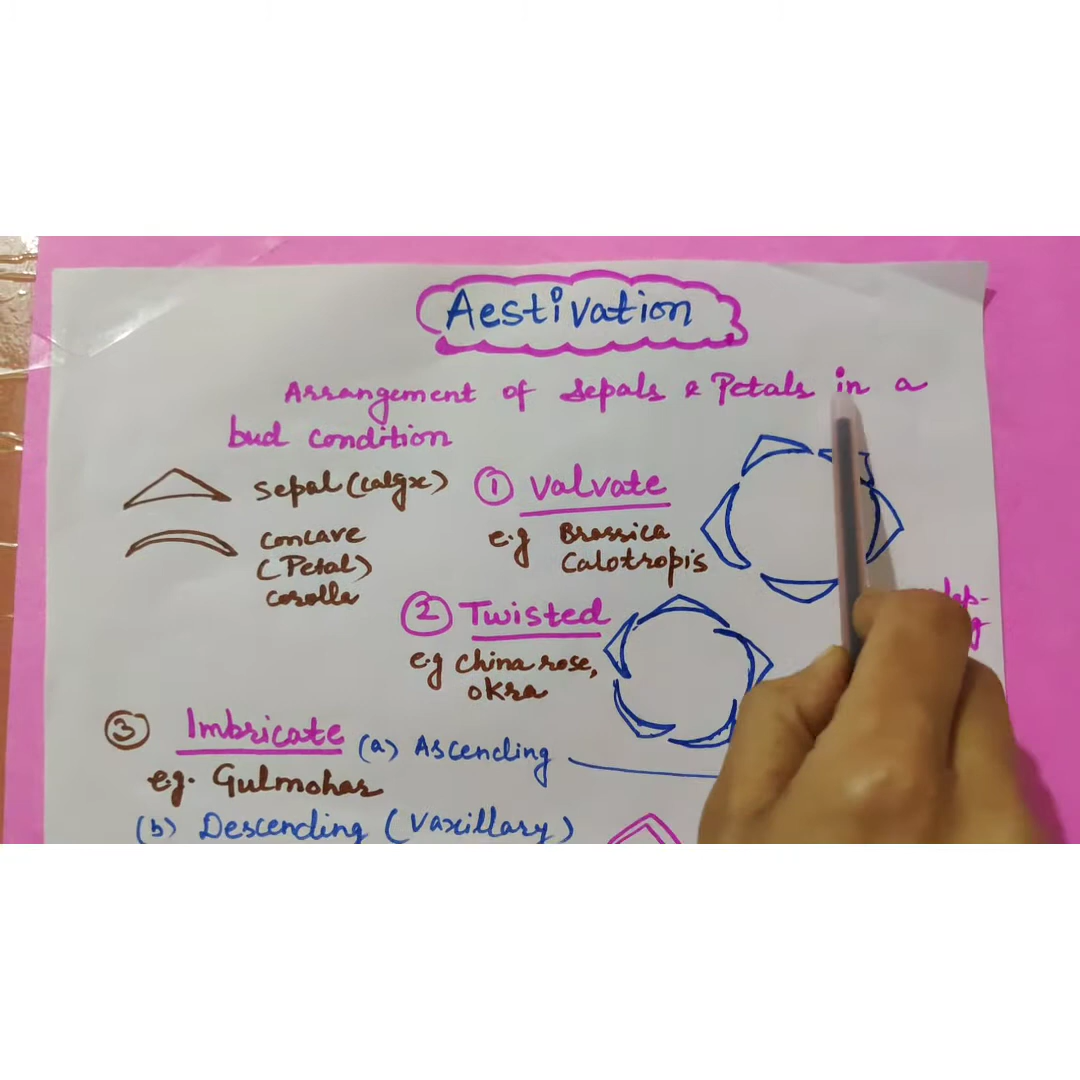 Aestivation
Arrangement of Sepals & Petals in a
bud condition
Sepal (Calyx)
Concave
(Petal)
Corolla
① Valvate
e.g Brassica
Calotropis
② Twisted
e.g China rose,
Okra
③ Imbricate (a) Ascending
e.g. Gulmohar
(b) Descending (Vaxillary)